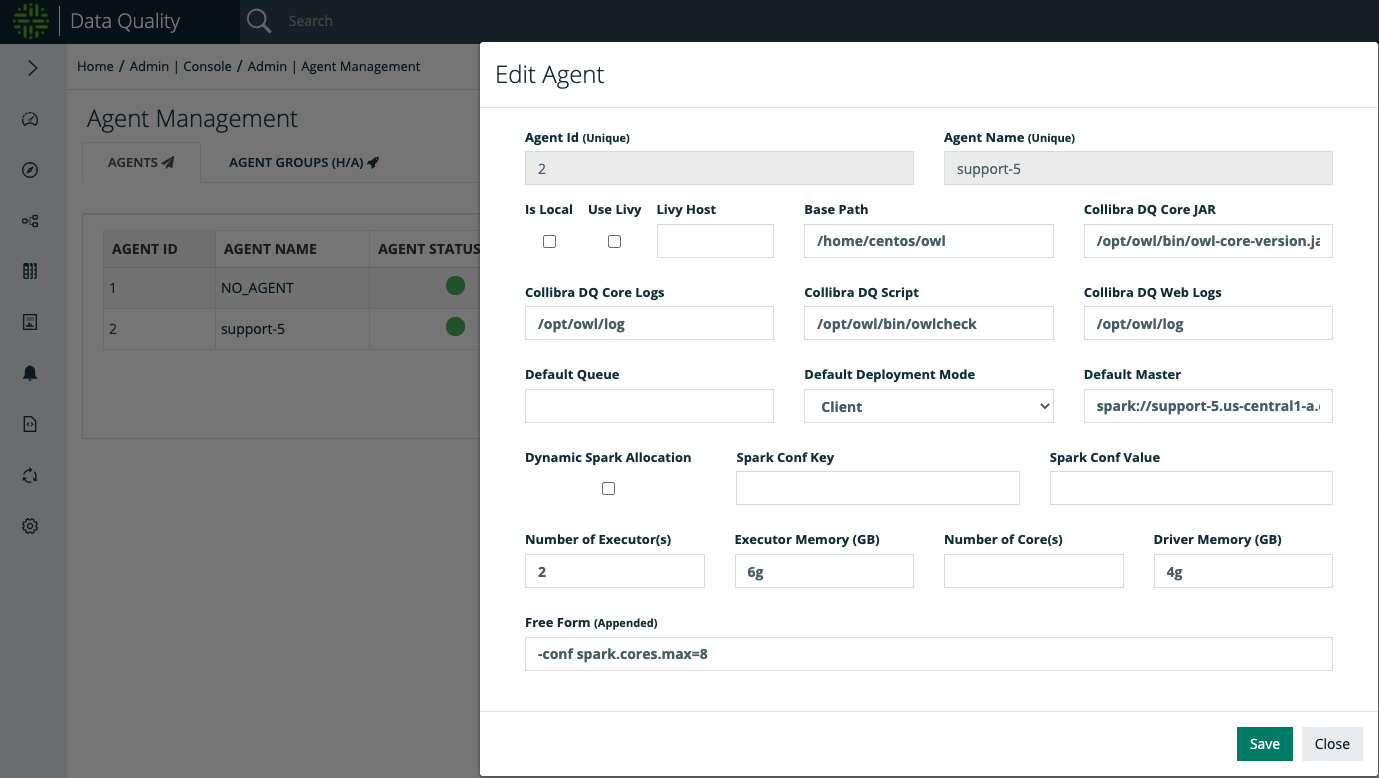 Data Quality
Search
Home / Admin | Console / Admin | Agent Management
Agent Management
AGENTS
AGENT GROUPS (H/A)
AGENT ID AGENT NAME AGENT STATUS
1 NO_AGENT
2 support-5
Edit Agent
Agent Id (Unique) Agent Name (Unique)
2 support-5
Is Local Use Livy Livy Host Base Path Collibra DQ Core JAR
/home/centos/owl /opt/owl/bin/owl-core-version.ja
Collibra DQ Core Logs Collibra DQ Script Collibra DQ Web Logs
/opt/owl/log /opt/owl/bin/owlcheck /opt/owl/log
Default Queue Default Deployment Mode Default Master
Client spark://support-5.us-central1-a.
Dynamic Spark Allocation Spark Conf Key Spark Conf Value
Number of Executor(s) Executor Memory (GB) Number of Core(s) Driver Memory (GB)
2 6g 4g
Free Form (Appended)
-conf spark.cores.max=8
Save Close